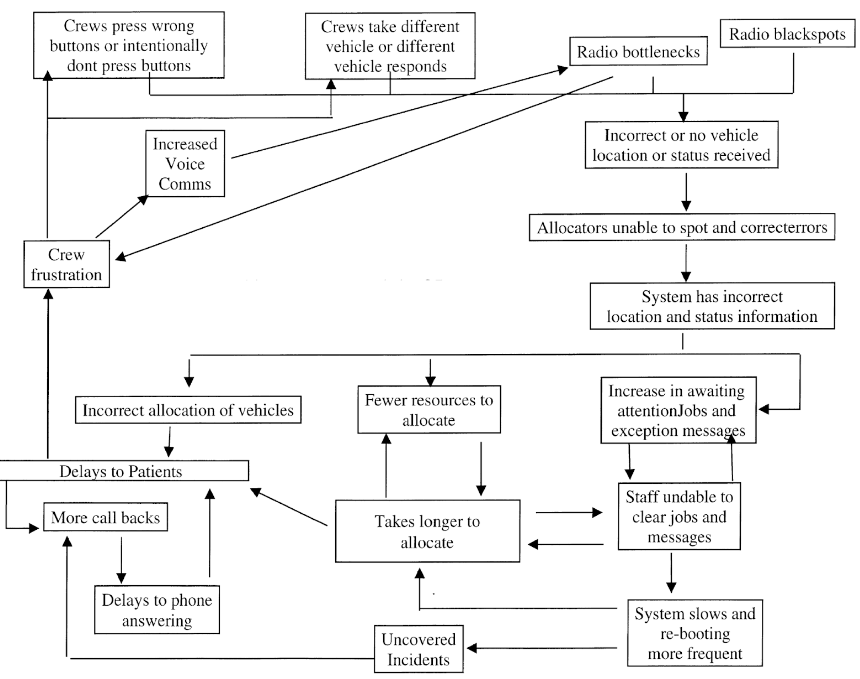 Crews press wrong
buttons or intentionally
dont press buttons
Crews take different
vehicle or different
vehicle responds
Radio bottlenecks
Radio blackspots
Increased
Voice
Comms
Incorrect or no vehicle
location or status received
Allocators unable to spot and correcterrors
Crew
frustration
System has incorrect
location and status information
Incorrect allocation of vehicles
Fewer resources to
allocate
Increase in awaiting
attentionJobs and
exception messages
Delays to Patients
More call backs
Takes longer to
allocate
Staff undable to
clear jobs and
messages
Delays to phone
answering
Uncovered
Incidents
System slows and
re-booting
more frequent